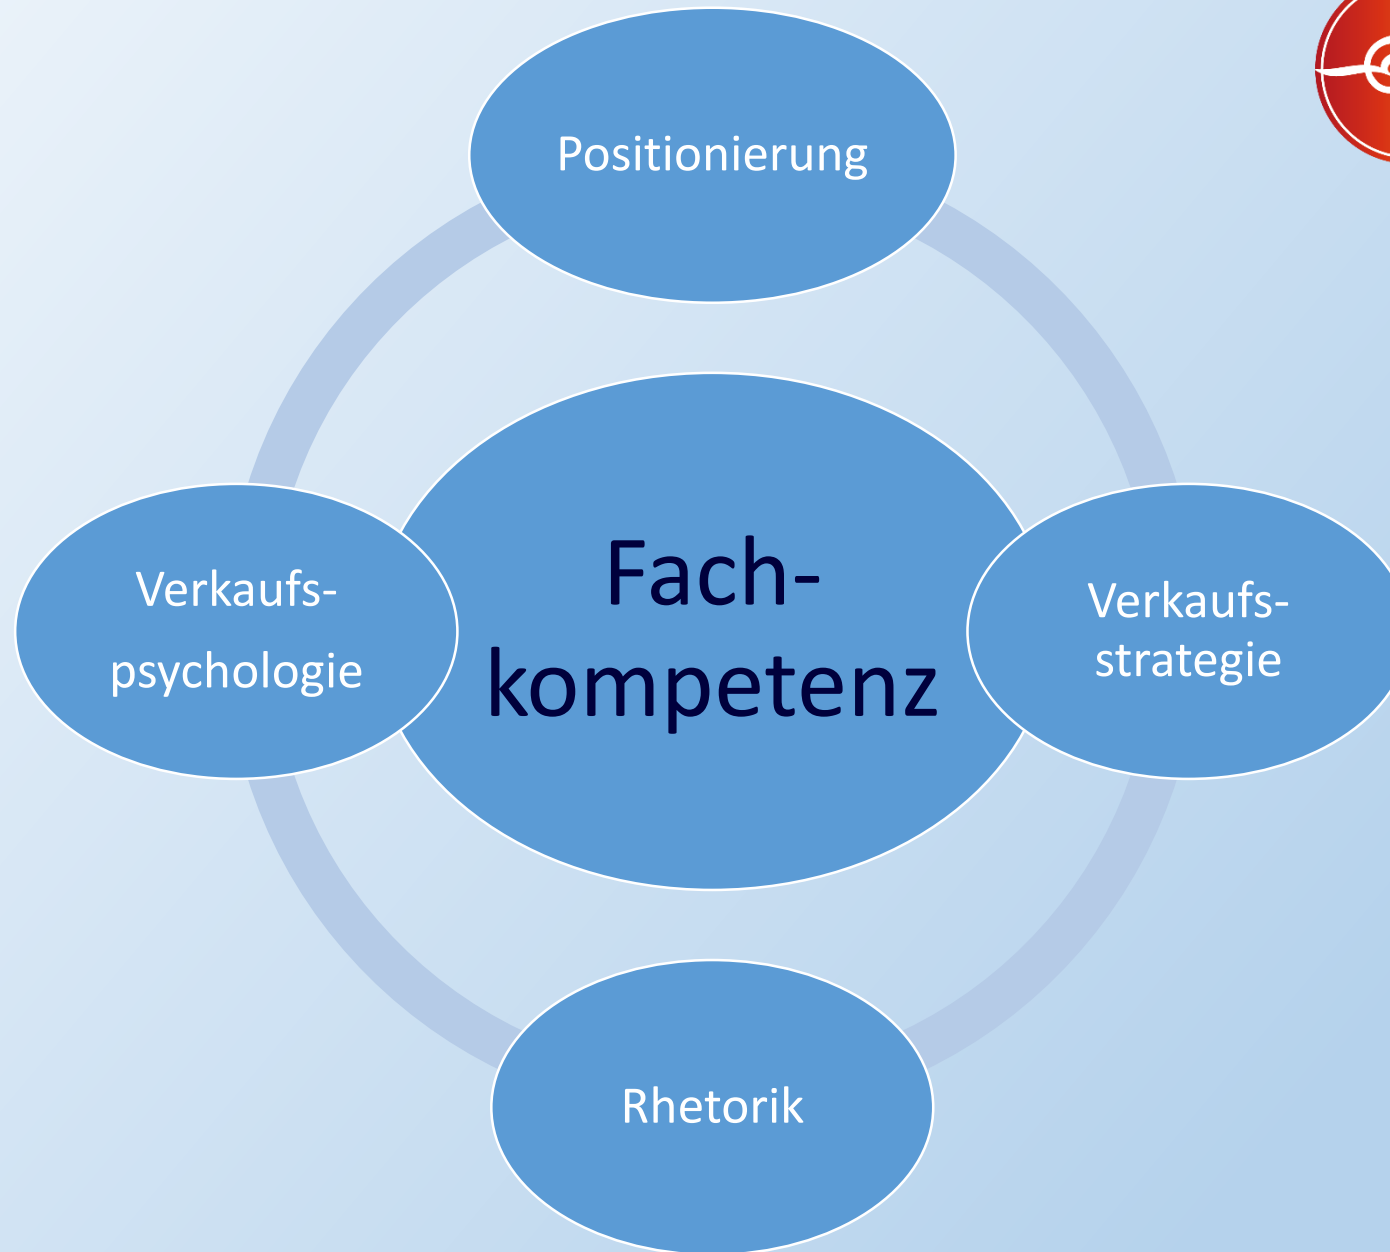 Positionierung
Fach-
kompetenz
Verkaufs-
psychologie
Verkaufs-
strategie
Rhetorik